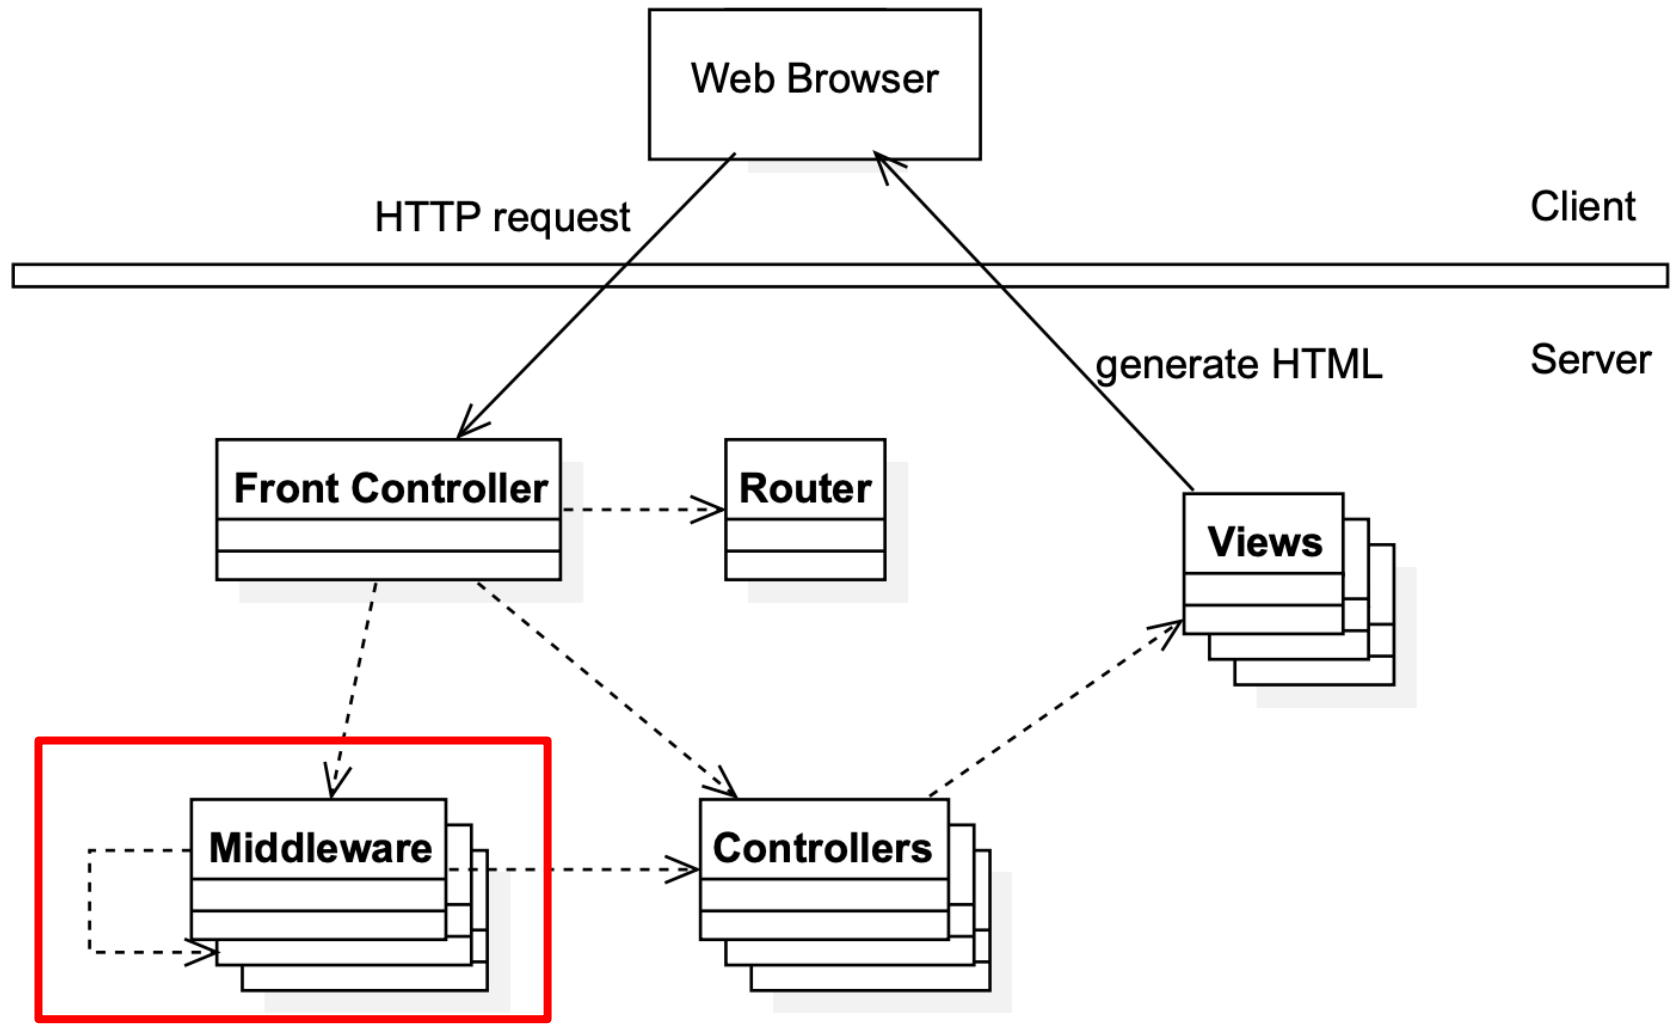 Web Browser
HTTP request
Client
generate HTML
Server
Front Controller
Router
Views
Middleware
Controllers